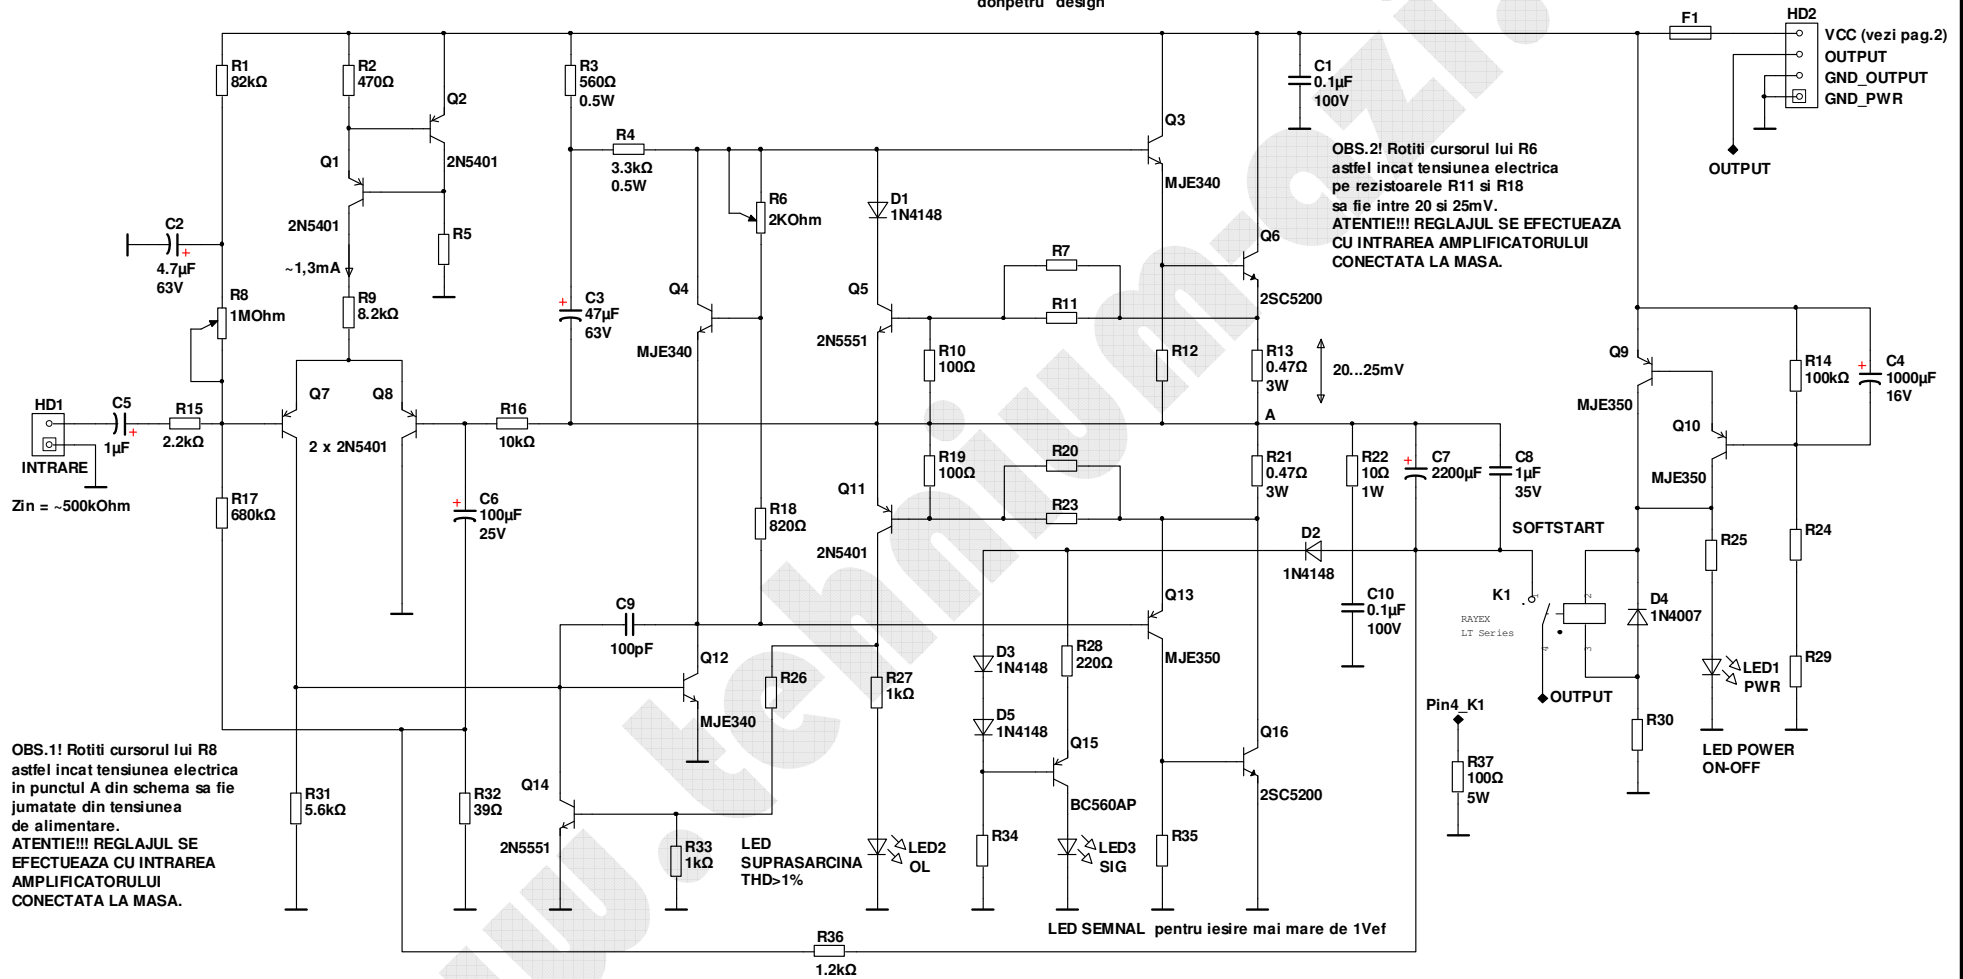 donpetru design
HD2
F1
VCC (vezi pag.2)
OUTPUT
GND_OUTPUT
GND_PWR
OUTPUT
R1
82kΩ
R2
470Ω
Q2
2N5401
R3
560Ω
0.5W
R4
3.3kΩ
0.5W
C1
0.1µF
100V
Q3
MJE340
OBS.2! Rotiti cursorul lui R6
astfel incat tensiunea electrica
pe rezistoarele R11 si R18
sa fie intre 20 si 25mV.
ATENTIE!!! REGLAJUL SE EFECTUEAZA
CU INTRAREA AMPLIFICATORULUI
CONECTATA LA MASA.
Q1
2N5401
R6
2KOhm
D1
1N4148
C2
4.7µF
63V
R5
~1,3mA
R7
Q6
2SC5200
R8
1MOhm
R9
8.2kΩ
C3
47µF
63V
Q4
MJE340
Q5
2N5551
R11
R10
100Ω
R12
R13
0.47Ω
3W
20...25mV
Q9
MJE350
R14
100kΩ
C4
1000µF
16V
HD1
INTRARE
Zin = ~500kOhm
C5
1µF
R15
2.2kΩ
Q7
Q8
2 x 2N5401
R16
10kΩ
A
Q10
MJE350
R17
680kΩ
C6
100µF
25V
R18
820Ω
Q11
2N5401
R19
100Ω
R20
R23
R21
0.47Ω
3W
R22
10Ω
1W
C7
2200µF
C8
1µF
35V
D2
1N4148
SOFTSTART
R25
R24
C9
100pF
Q13
MJE350
C10
0.1µF
100V
K1
RAYEX
LT Series
1
2
3
4
D4
1N4007
OUTPUT
LED1
PWR
R29
Q12
MJE340
R26
R27
1kΩ
D3
1N4148
R28
220Ω
D5
1N4148
Q15
BC560AP
Q16
2SC5200
Pin4_K1
R37
100Ω
5W
R30
LED POWER
ON-OFF
OBS.1! Rotiti cursorul lui R8
astfel incat tensiunea electrica
in punctul A din schema sa fie
jumatate din tensiunea
de alimentare.
ATENTIE!!! REGLAJUL SE
EFECTUEAZA CU INTRAREA
AMPLIFICATORULUI
CONECTATA LA MASA.
R31
5.6kΩ
R32
39Ω
Q14
2N5551
R33
1kΩ
LED
SUPRASARCINA
THD>1%
LED2
OL
R34
LED3
SIG
R35
LED SEMNAL pentru iesire mai mare de 1Vef
R36
1.2kΩ
w.tehnium-azi.